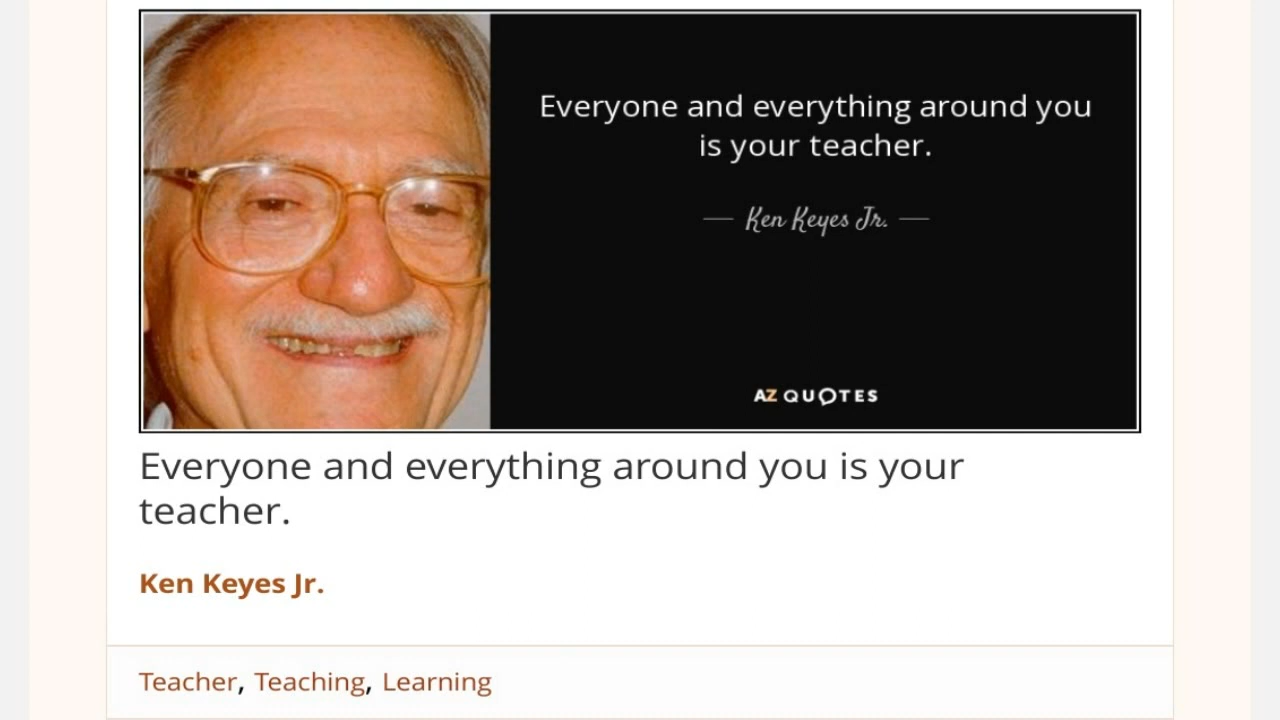 Everyone and everything around you
is your teacher.
Ken Keyes Jr.
AZ QUOTES
Everyone and everything around you is your
teacher.
Ken Keyes Jr.
Teacher, Teaching, Learning